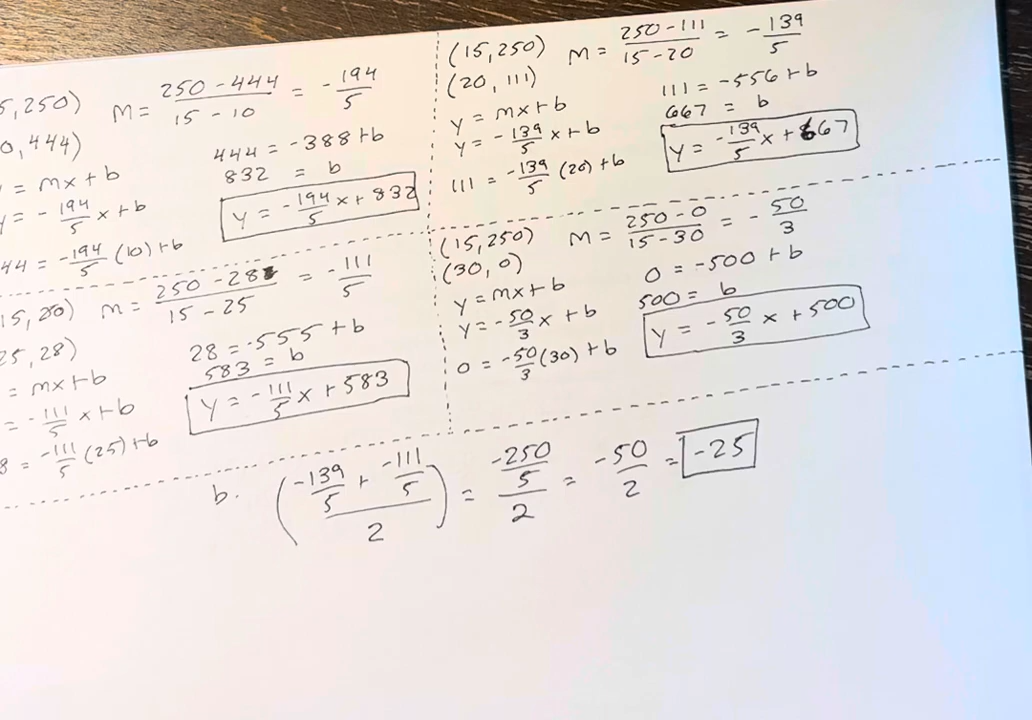 5, 250) M = (250 - 444)/(15 - 10) = - 194/5
0, 444)
= mx + b
y = - 194/5 x + b
44 = -194/5 (10) + b
444 = -388 + b
832 = b
y = -194/5 x + 832
(15, 250) M = (250 - 111)/(15 - 20) = - 139/5
(20, 111)
y = mx + b
y = - 139/5 x + b
111 = -139/5 (20) + b
111 = -556 + b
667 = b
y = -139/5 x + 667
15, 250) M = (250 - 28)/(15 - 25) = - 111/5
25, 28)
= mx + b
= -111/5 x + b
8 = -111/5 (25) + b
28 = -555 + b
583 = b
y = -111/5 x + 583
(15, 250) M = (250 - 0)/(15 - 30) = - 50/3
(30, 0)
y = mx + b
y = - 50/3 x + b
0 = -50/3 (30) + b
0 = -500 + b
500 = b
y = - 50/3 x + 500
b. ((-139/5 + -111/5)/2) = (-250/5)/2 = -50/2 = -25